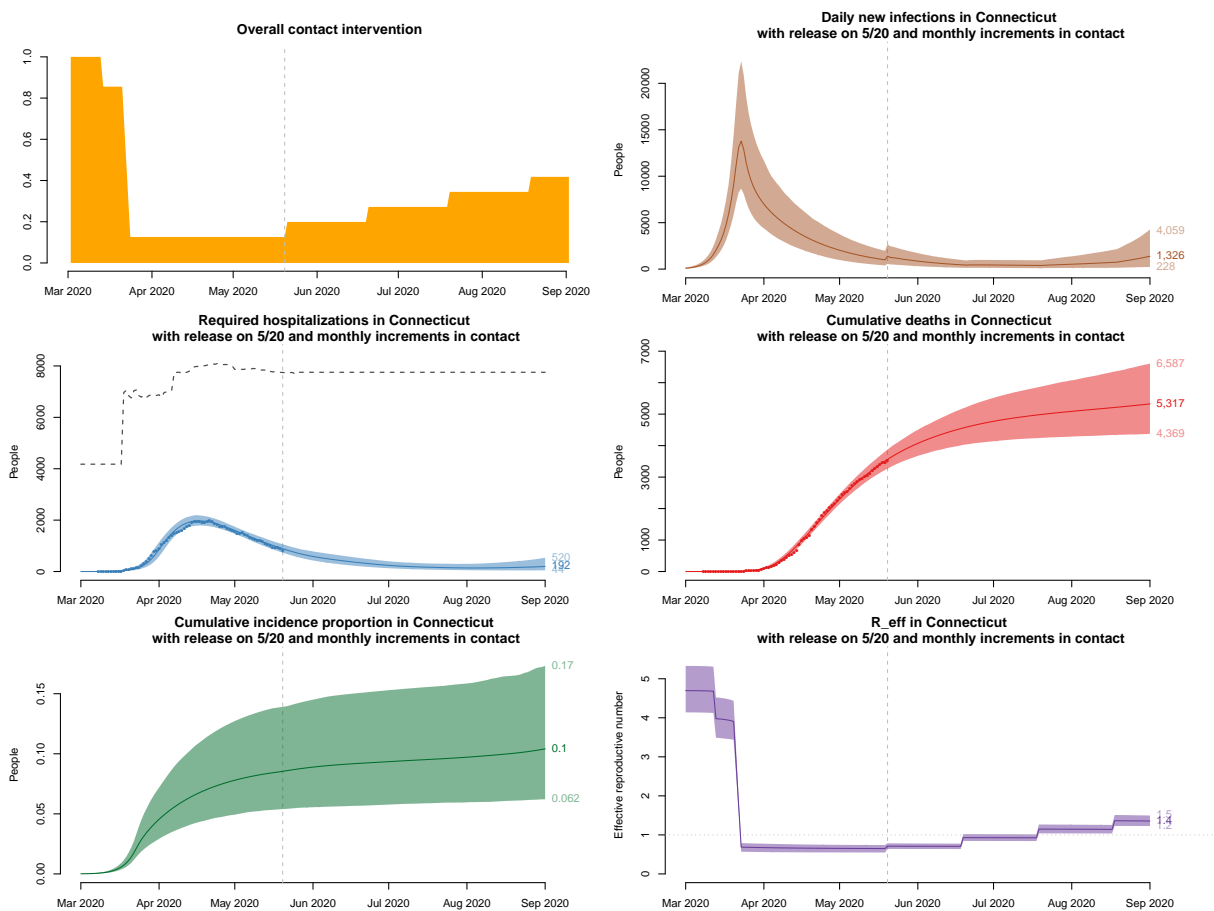 Overall contact intervention
1.0
0.8
0.6
0.4
0.2
0.0
Mar 2020 Apr 2020 May 2020 Jun 2020 Jul 2020 Aug 2020 Sep 2020
Daily new infections in Connecticut
with release on 5/20 and monthly increments in contact
People
20000
15000
10000
5000
0
4,059
1,326
228
Mar 2020 Apr 2020 May 2020 Jun 2020 Jul 2020 Aug 2020 Sep 2020
Required hospitalizations in Connecticut
with release on 5/20 and monthly increments in contact
People
8000
6000
4000
2000
0
520
192
44
Mar 2020 Apr 2020 May 2020 Jun 2020 Jul 2020 Aug 2020 Sep 2020
Cumulative deaths in Connecticut
with release on 5/20 and monthly increments in contact
People
7000
5000
3000
1000
0
6,587
5,317
4,369
Mar 2020 Apr 2020 May 2020 Jun 2020 Jul 2020 Aug 2020 Sep 2020
Cumulative incidence proportion in Connecticut
with release on 5/20 and monthly increments in contact
People
0.15
0.10
0.05
0.00
0.17
0.1
0.062
Mar 2020 Apr 2020 May 2020 Jun 2020 Jul 2020 Aug 2020 Sep 2020
R_eff in Connecticut
with release on 5/20 and monthly increments in contact
Effective reproductive number
5
4
3
2
1
0
1.5
1.4
1.2
Mar 2020 Apr 2020 May 2020 Jun 2020 Jul 2020 Aug 2020 Sep 2020